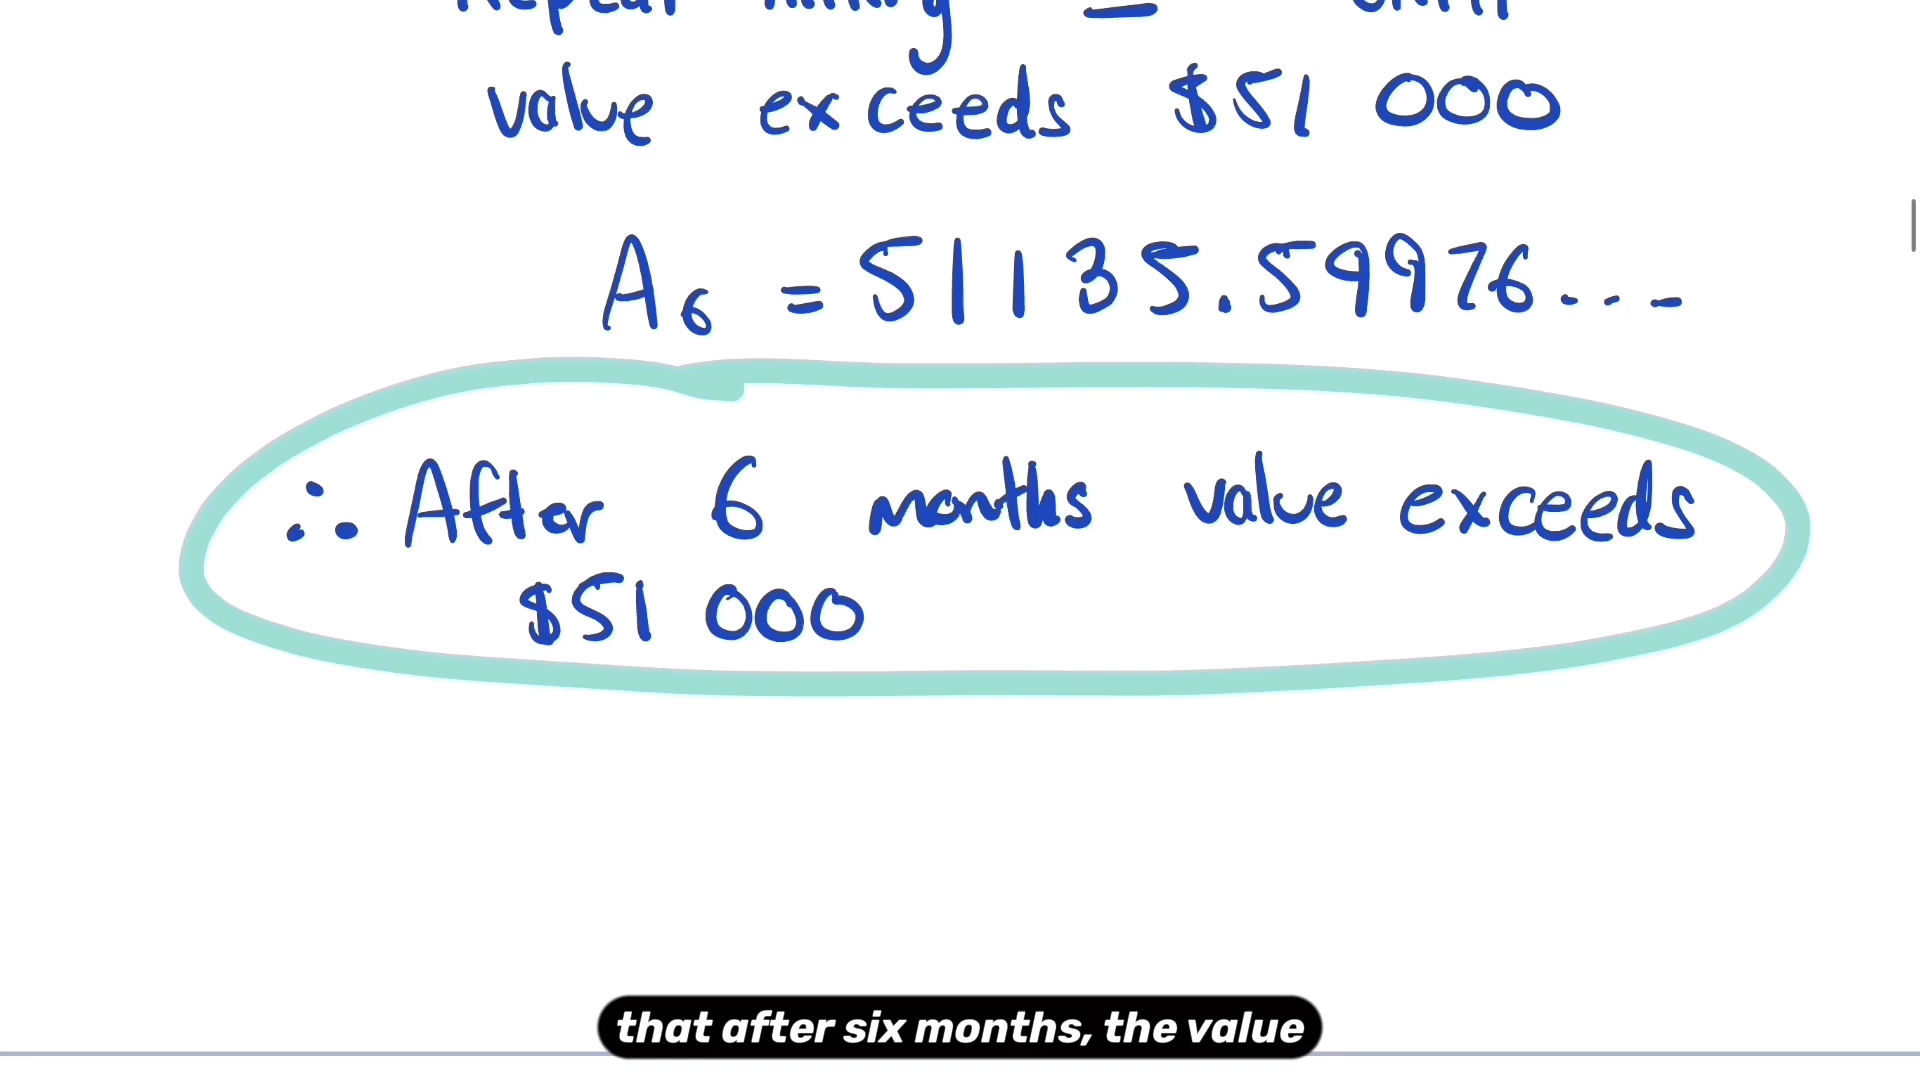 value exceeds $51 000
A₆ = 51135.59976...
∴ After 6 months value exceeds
$51 000
that after six months, the value